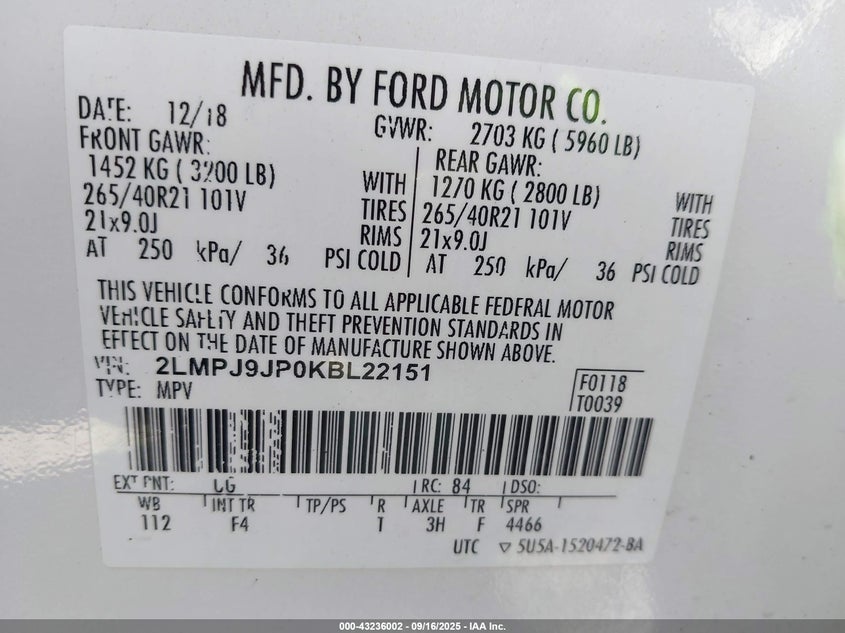 MFD. BY FORD MOTOR CO.
DATE: 12/18 GVWR: 2703 KG ( 5960 LB)
FRONT GAWR: REAR GAWR:
1452 KG ( 3200 LB) WITH 1270 KG ( 2800 LB) WITH
265/40R21 101V TIRES 265/40R21 101V TIRES
21x9.0J RIMS 21x9.0J RIMS
AT 250 kPa/ 36 PSI COLD AT 250 kPa/ 36 PSI COLD
THIS VEHICLE CONFORMS TO ALL APPLICABLE FEDERAL MOTOR
VEHICLE SAFETY AND THEFT PREVENTION STANDARDS IN
EFFECT ON THE DATE OF MANUFACTURE SHOWN ABOVE.
VIN: 2LMPJ9JP0KBL22151
TYPE: MPV
F0118
T0039
EXT PNT: RC: 84 DSO:
WB INT TR TP/PS R AXLE TR SPR
112 F4 T 3H F 4466
UTC ▽ 5U5A-1520472-BA
000-43236002 - 09/16/2025 - IAA Inc.